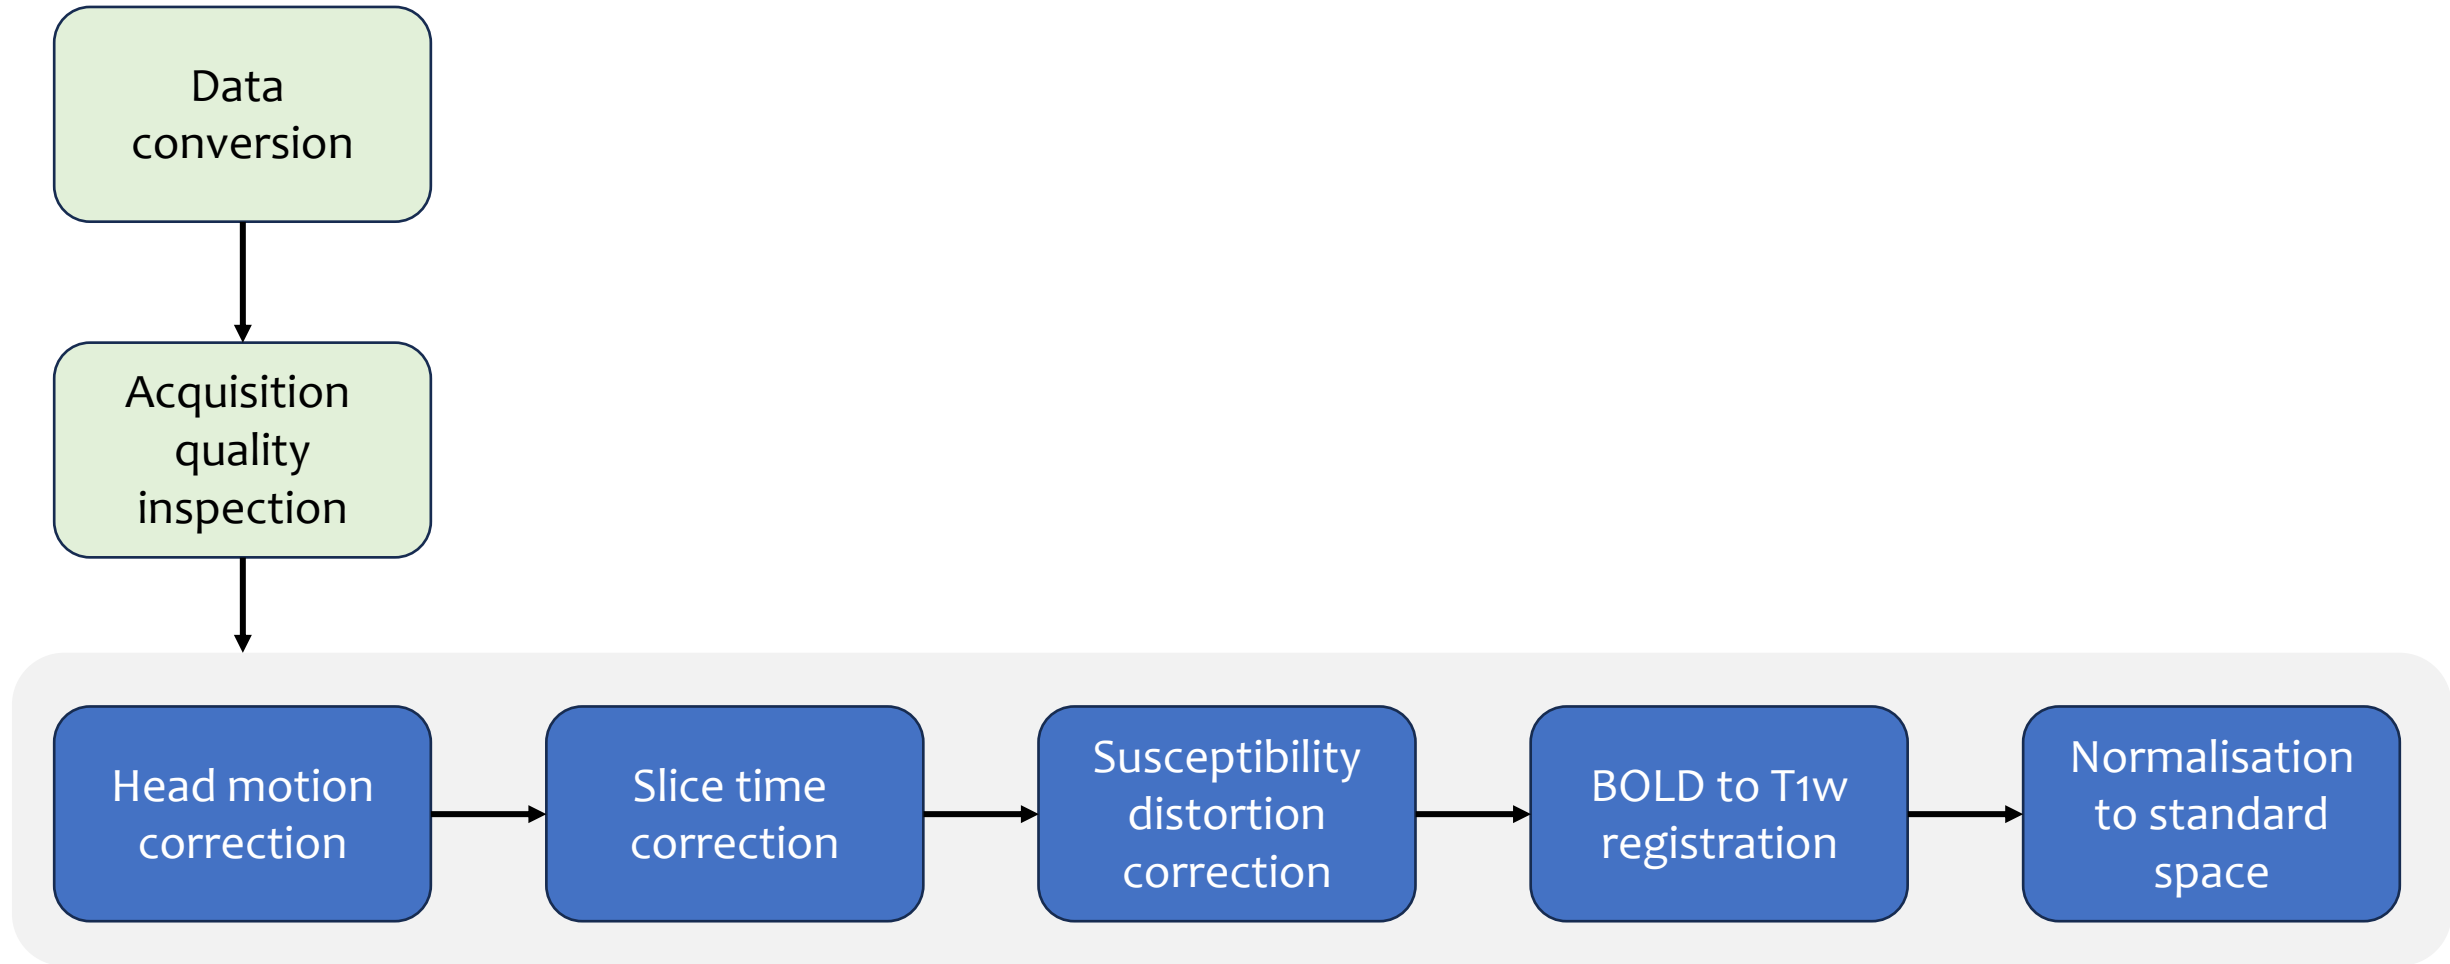 Data
conversion
Acquisition
quality
inspection
Head motion
correction
Slice time
correction
Susceptibility
distortion
correction
BOLD to T1w
registration
Normalisation
to standard
space